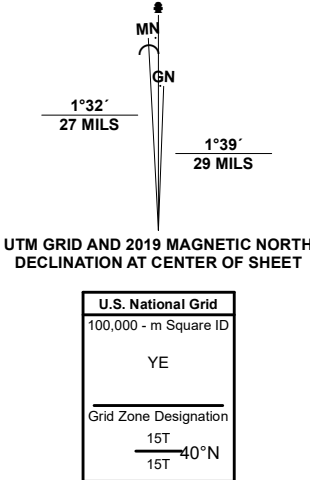 MN
GN
1°32´
27 MILS
1°39´
29 MILS
UTM GRID AND 2019 MAGNETIC NORTH
DECLINATION AT CENTER OF SHEET
U.S. National Grid
100,000 - m Square ID
YE
Grid Zone Designation
15T
40°N
15T